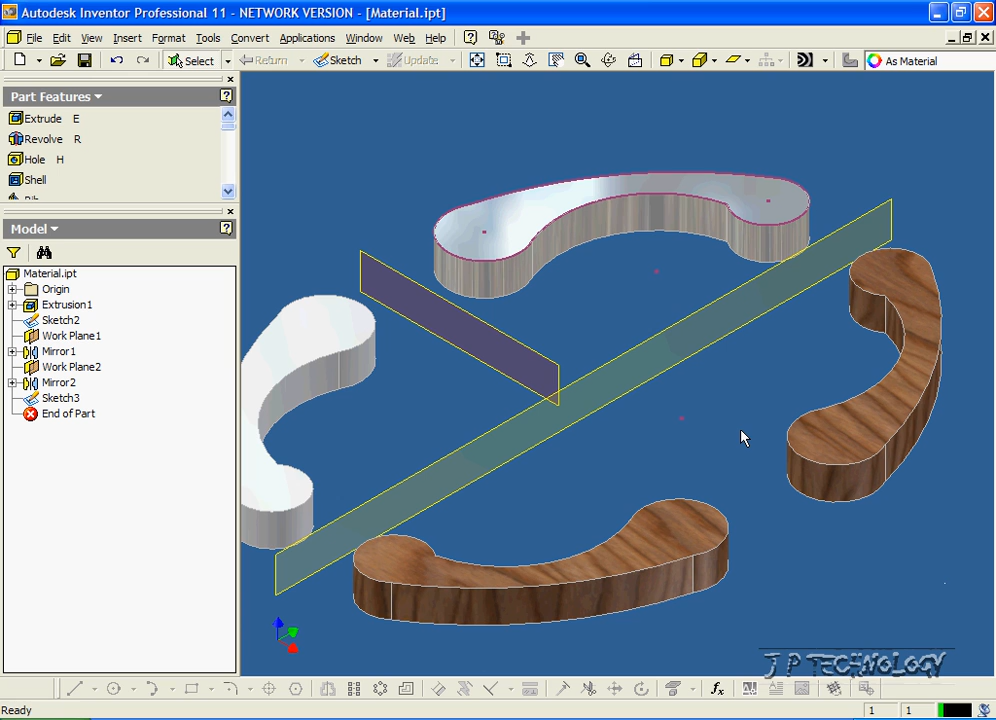 Autodesk Inventor Professional 11 - NETWORK VERSION - [Material.ipt]
File Edit View Insert Format Tools Convert Applications Window Web Help
Select Return Sketch Update As Material
Part Features
Extrude E
Revolve R
Hole H
Shell
Model
Material.ipt
Origin
Extrusion1
Sketch2
Work Plane1
Mirror1
Work Plane2
Mirror2
Sketch3
End of Part
J P TECHNOLOGY
fx
Ready 1 1